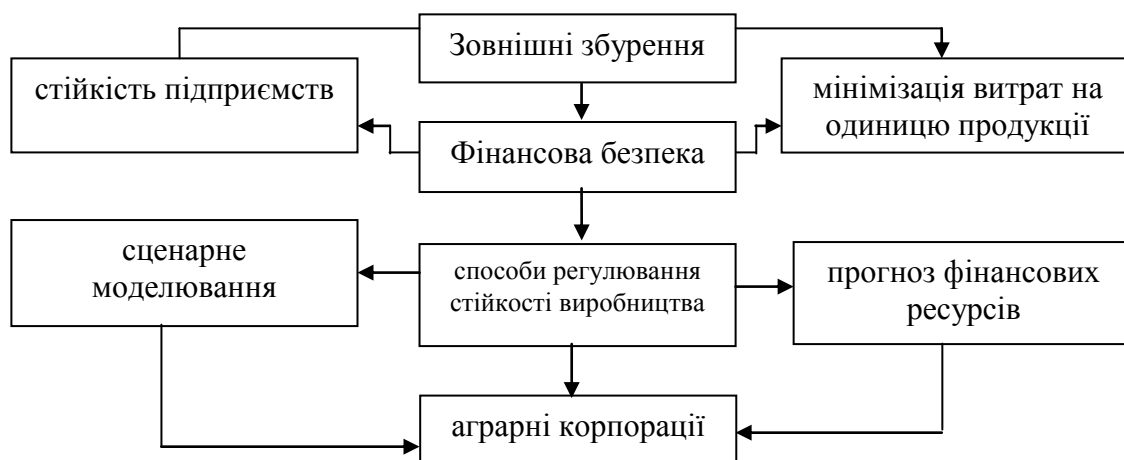 Зовнішні збурення
стійкість підприємств
мінімізація витрат на
одиницю продукції
Фінансова безпека
сценарне
моделювання
способи регулювання
стійкості виробництва
прогноз фінансових
ресурсів
аграрні корпорації